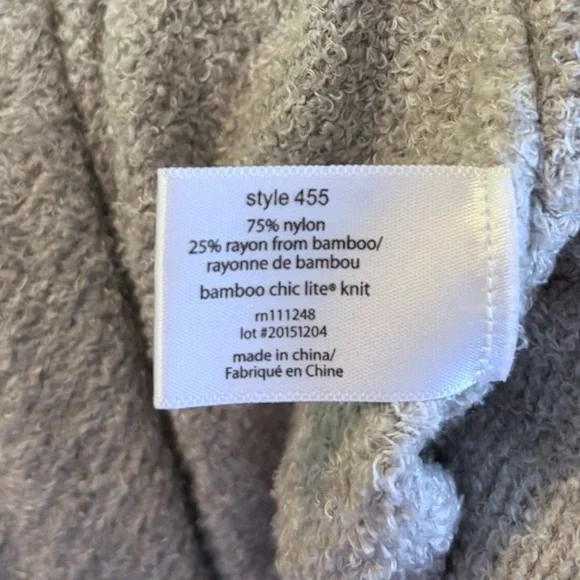 style 455
75% nylon
25% rayon from bamboo/
rayonne de bambou
bamboo chic lite® knit
rn111248
lot #20151204
made in china/
Fabriqué en Chine